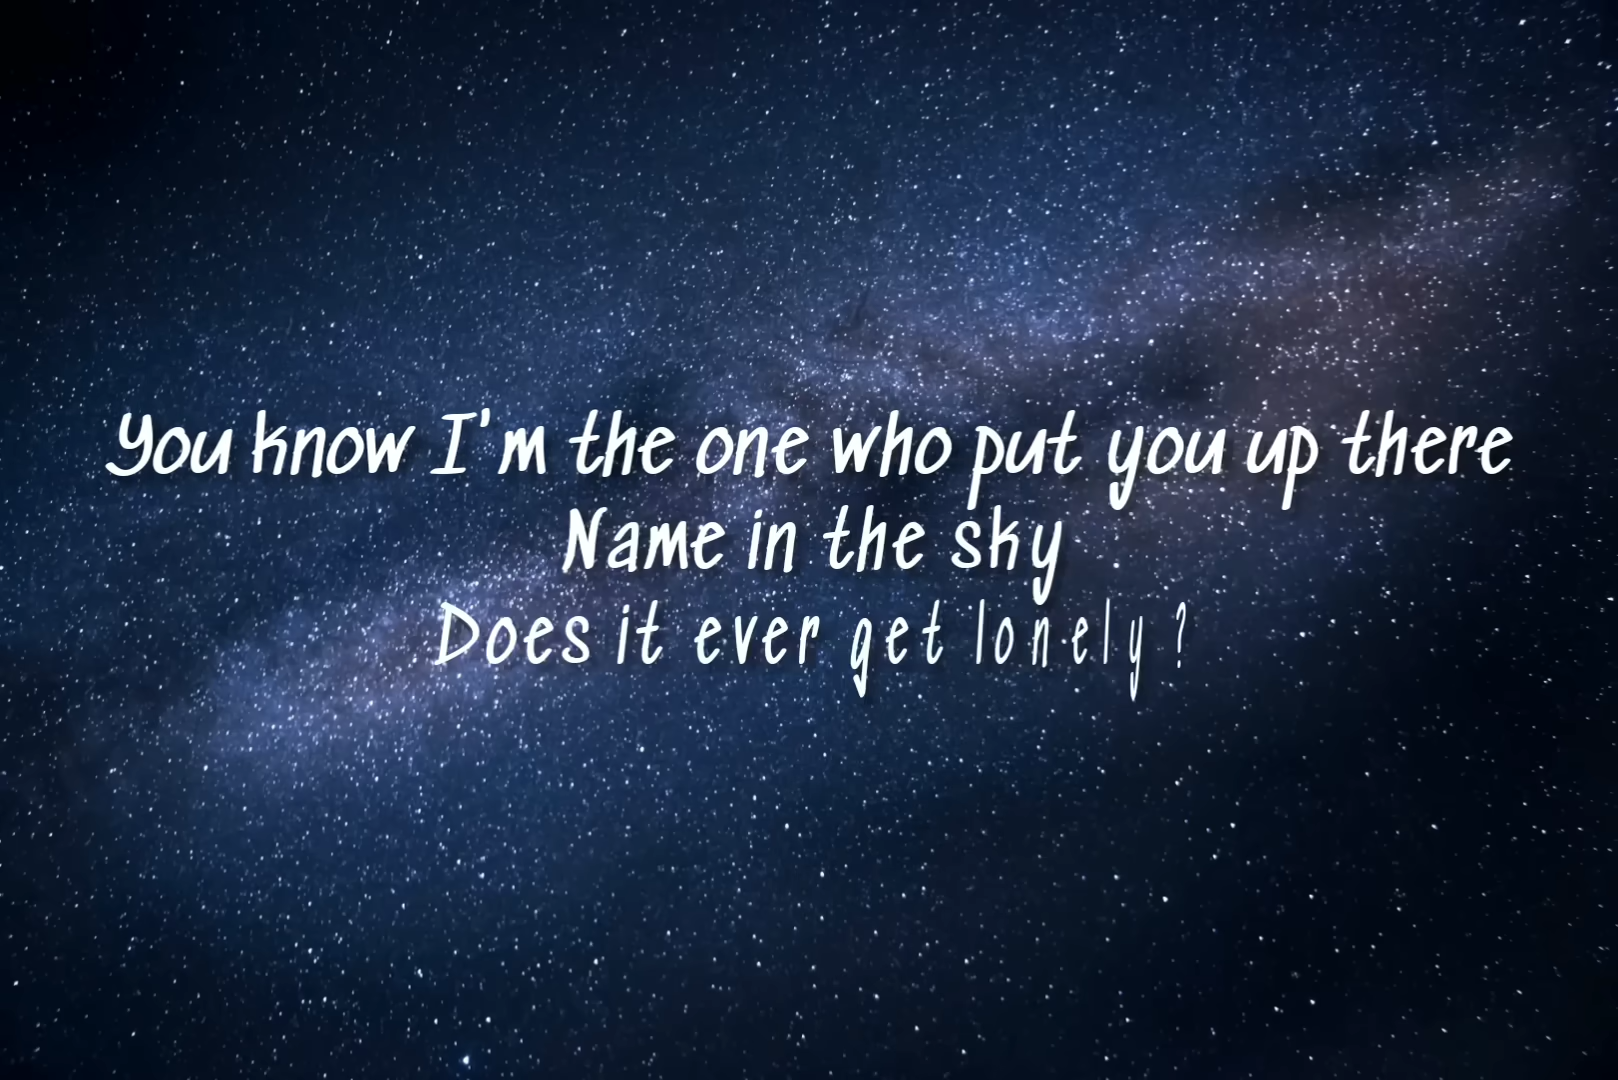 You know I'm the one who put you up there
Name in the sky
Does it ever get lonely?